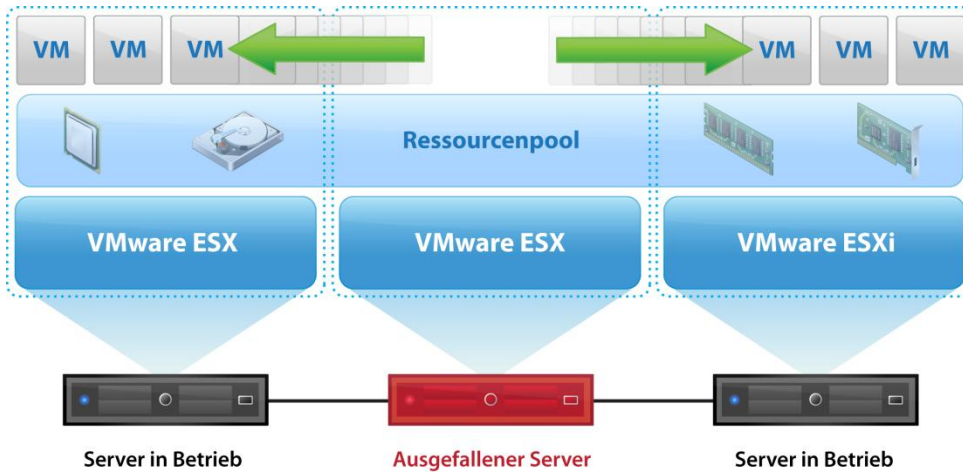 VM VM VM VM VM VM
Ressourcenpool
VMware ESX VMware ESX VMware ESXi
Server in Betrieb Ausgefallener Server Server in Betrieb